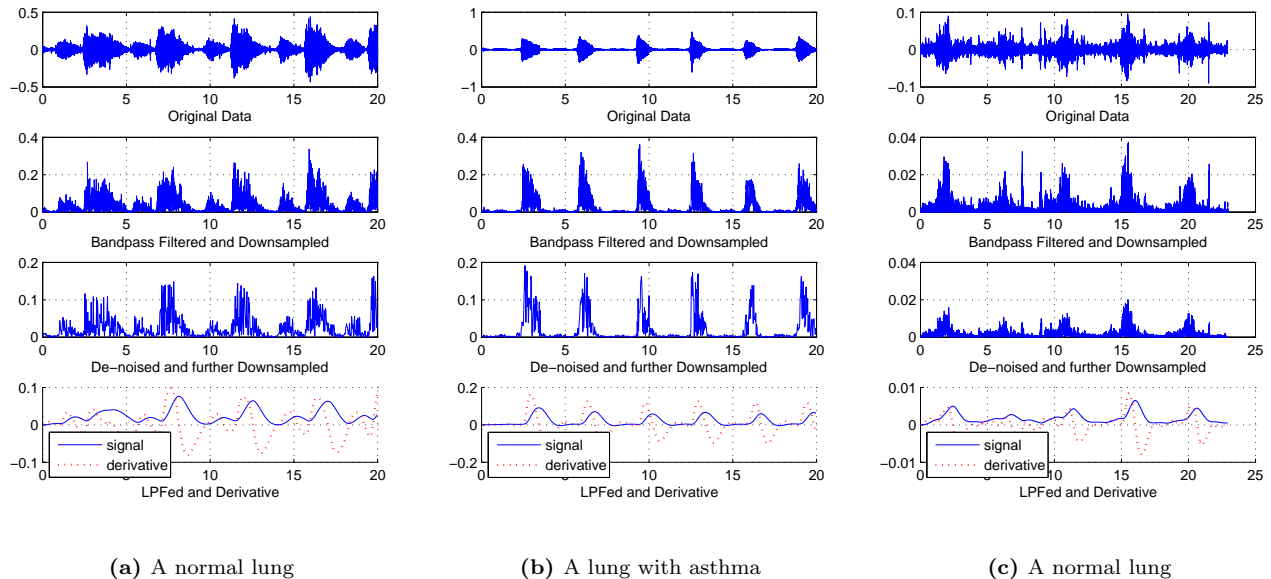 0.5
0
−0.5
0 5 10 15 20
Original Data
0.4
0.2
0
0 5 10 15 20
Bandpass Filtered and Downsampled
0.2
0.1
0
0 5 10 15 20
De−noised and further Downsampled
0.1
0
−0.1
signal
derivative
0 5 10 15 20
LPFed and Derivative
(a) A normal lung
1
0
−1
0 5 10 15 20
Original Data
0.4
0.2
0
0 5 10 15 20
Bandpass Filtered and Downsampled
0.2
0.1
0
0 5 10 15 20
De−noised and further Downsampled
0.2
0
−0.2
signal
derivative
0 5 10 15 20
LPFed and Derivative
(b) A lung with asthma
0.1
0
−0.1
0 5 10 15 20 25
Original Data
0.04
0.02
0
0 5 10 15 20 25
Bandpass Filtered and Downsampled
0.04
0.02
0
0 5 10 15 20 25
De−noised and further Downsampled
0.01
0
−0.01
signal
derivative
0 5 10 15 20 25
LPFed and Derivative
(c) A normal lung